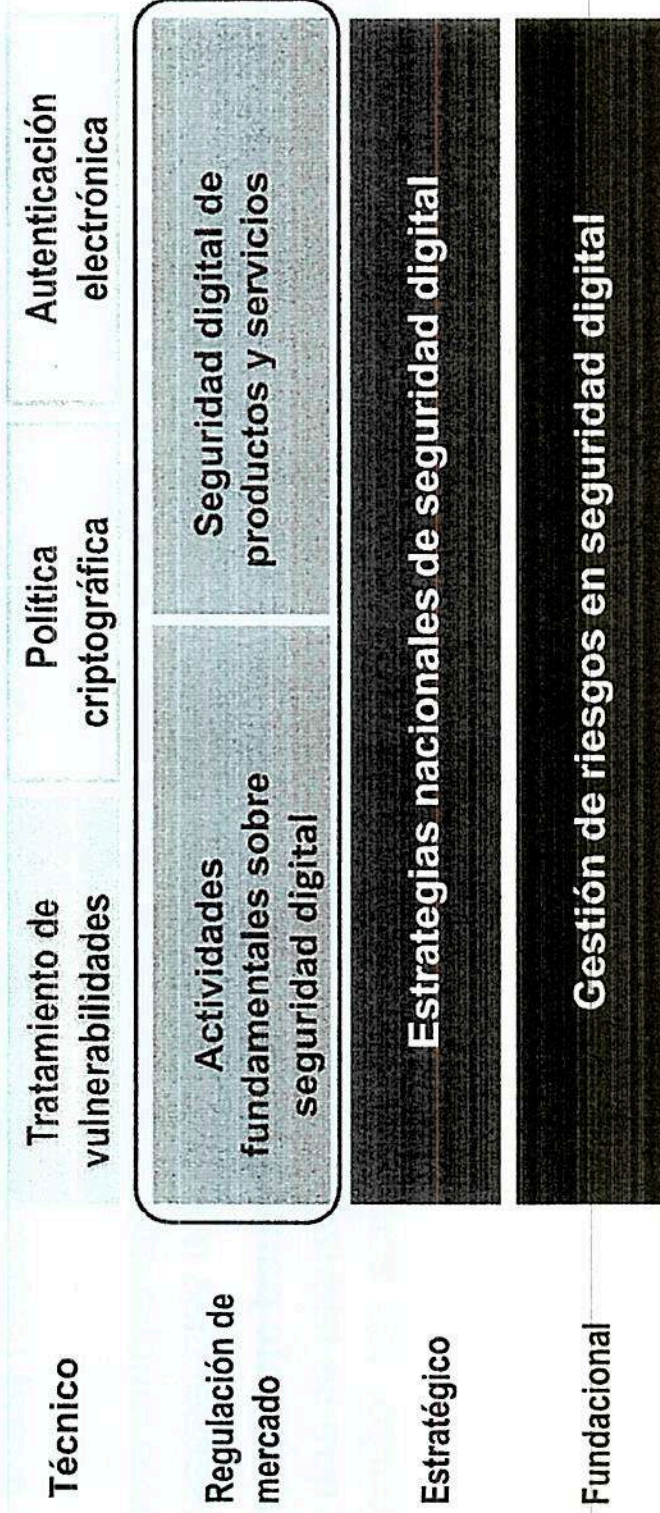 Técnico
Tratamiento de
vulnerabilidades
Política
criptográfica
Autenticación
electrónica
Regulación de
mercado
Actividades
fundamentales sobre
seguridad digital
Seguridad digital de
productos y servicios
Estratégico
Estrategias nacionales de seguridad digital
Fundacional
Gestión de riesgos en seguridad digital